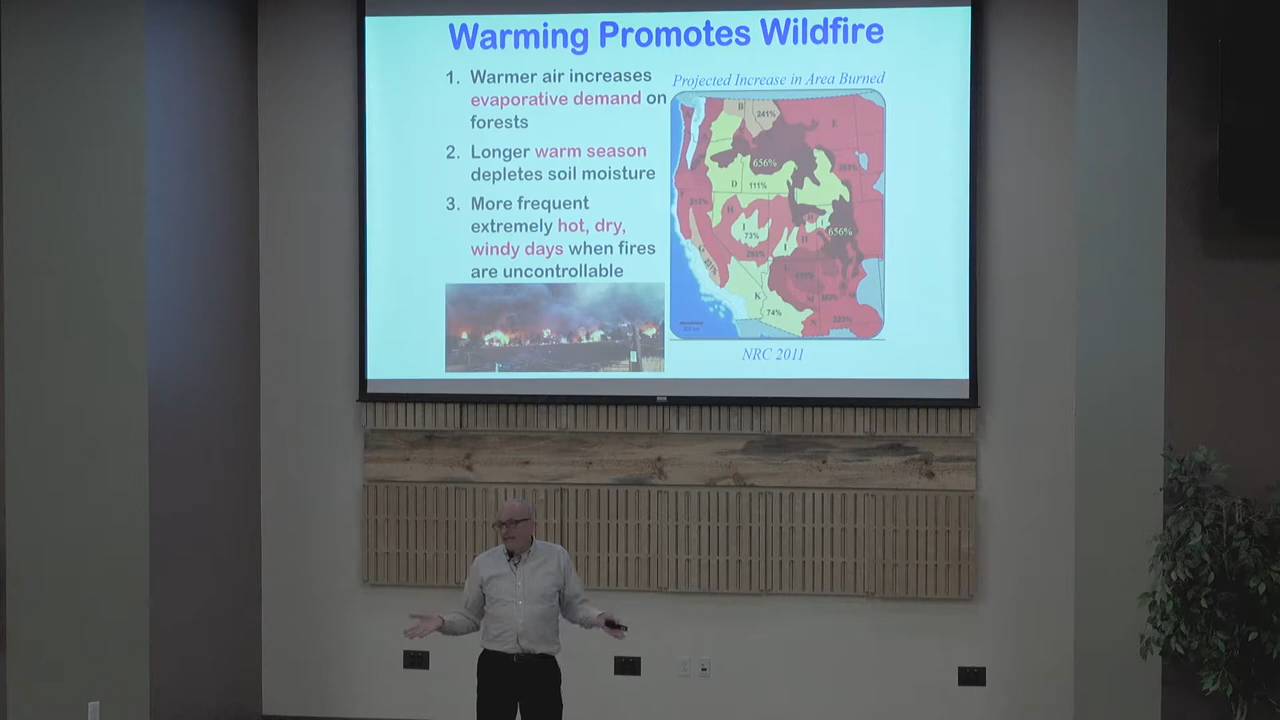 Warming Promotes Wildfire
1. Warmer air increases
evaporative demand on
forests
2. Longer warm season
depletes soil moisture
3. More frequent
extremely hot, dry,
windy days when fires
are uncontrollable
Projected Increase in Area Burned
B
241%
E
656%
D
111%
312%
H
J
73%
656%
I
G
K
74%
M
N
323%
NRC 2011